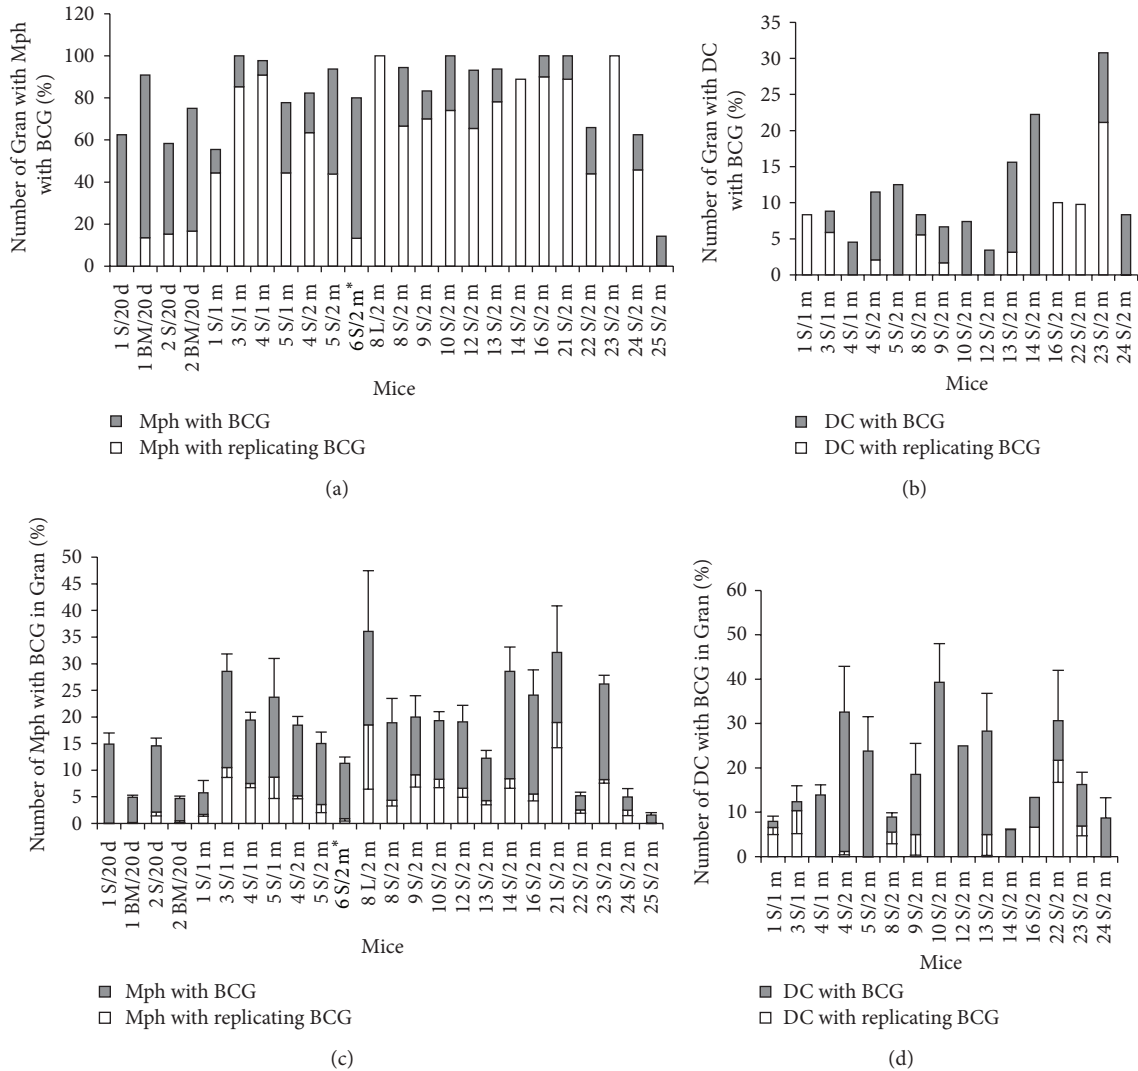 Number of Gran with Mph
with BCG (%)
120
100
80
60
40
20
0
1 S/20 d
1 BM/20 d
2 S/20 d
2 BM/20 d
1 S/1 m
3 S/1 m
4 S/1 m
5 S/1 m
4 S/2 m
5 S/2 m
6 S/2 m*
8 L/2 m
8 S/2 m
9 S/2 m
10 S/2 m
12 S/2 m
13 S/2 m
14 S/2 m
16 S/2 m
21 S/2 m
22 S/2 m
23 S/2 m
24 S/2 m
25 S/2 m
Mice
Mph with BCG
Mph with replicating BCG
(a)
Number of Gran with DC
with BCG (%)
35
30
25
20
15
10
5
0
1 S/1 m
3 S/1 m
4 S/1 m
4 S/2 m
5 S/2 m
8 S/2 m
9 S/2 m
10 S/2 m
12 S/2 m
13 S/2 m
14 S/2 m
16 S/2 m
22 S/2 m
23 S/2 m
24 S/2 m
Mice
DC with BCG
DC with replicating BCG
(b)
Number of Mph with BCG in Gran (%)
50
45
40
35
30
25
20
15
10
5
0
1 S/20 d
1 BM/20 d
2 S/20 d
2 BM/20 d
1 S/1 m
3 S/1 m
4 S/1 m
5 S/1 m
4 S/2 m
5 S/2 m
6 S/2 m*
8 L/2 m
8 S/2 m
9 S/2 m
10 S/2 m
12 S/2 m
13 S/2 m
14 S/2 m
16 S/2 m
21 S/2 m
22 S/2 m
23 S/2 m
24 S/2 m
25 S/2 m
Mice
Mph with BCG
Mph with replicating BCG
(c)
Number of DC with BCG in Gran (%)
60
50
40
30
20
10
0
1 S/1 m
3 S/1 m
4 S/1 m
4 S/2 m
5 S/2 m
8 S/2 m
9 S/2 m
10 S/2 m
12 S/2 m
13 S/2 m
14 S/2 m
16 S/2 m
22 S/2 m
23 S/2 m
24 S/2 m
Mice
DC with BCG
DC with replicating BCG
(d)